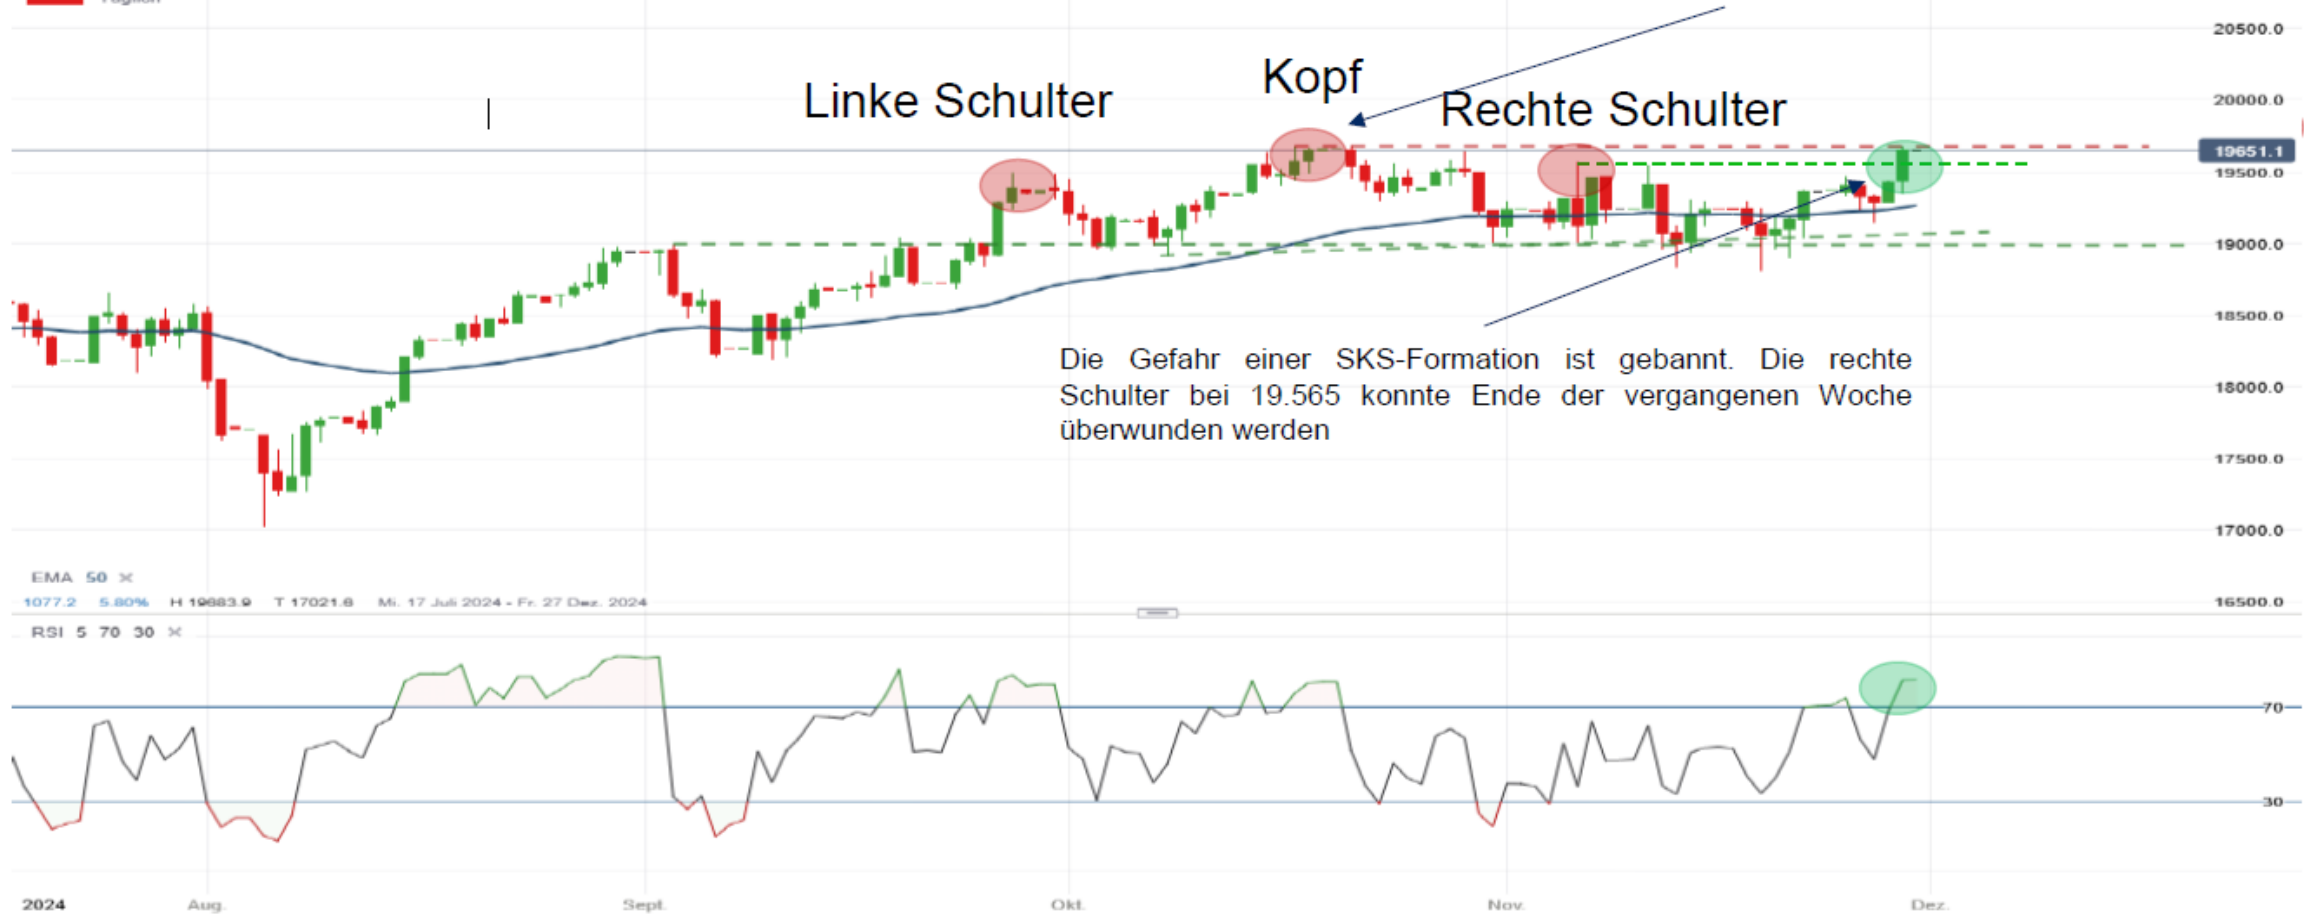 20500.0
Kopf
Linke Schulter
20000.0
Rechte Schulter
19651.1
19500.0
19000.0
18500.0
Die Gefahr einer SKS-Formation ist gebannt. Die rechte
Schulter bei 19.565 konnte Ende der vergangenen Woche
überwunden werden
18000.0
17500.0
17000.0
EMA 50 ×
1077.2 5.80% H 19683.9 T 17021.6 Mi. 17 Juli 2024 - Fr. 27 Dez. 2024
16500.0
RSI 5 70 30 ×
70
30
2024 Aug. Sept. Okt. Nov. Dez.